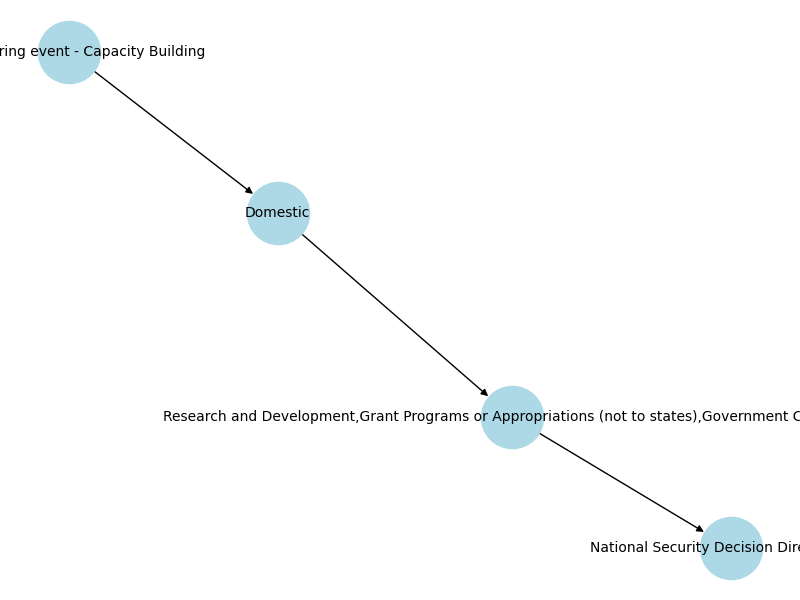 ring event - Capacity Building
Domestic
Research and Development,Grant Programs or Appropriations (not to states),Government
National Security Decision